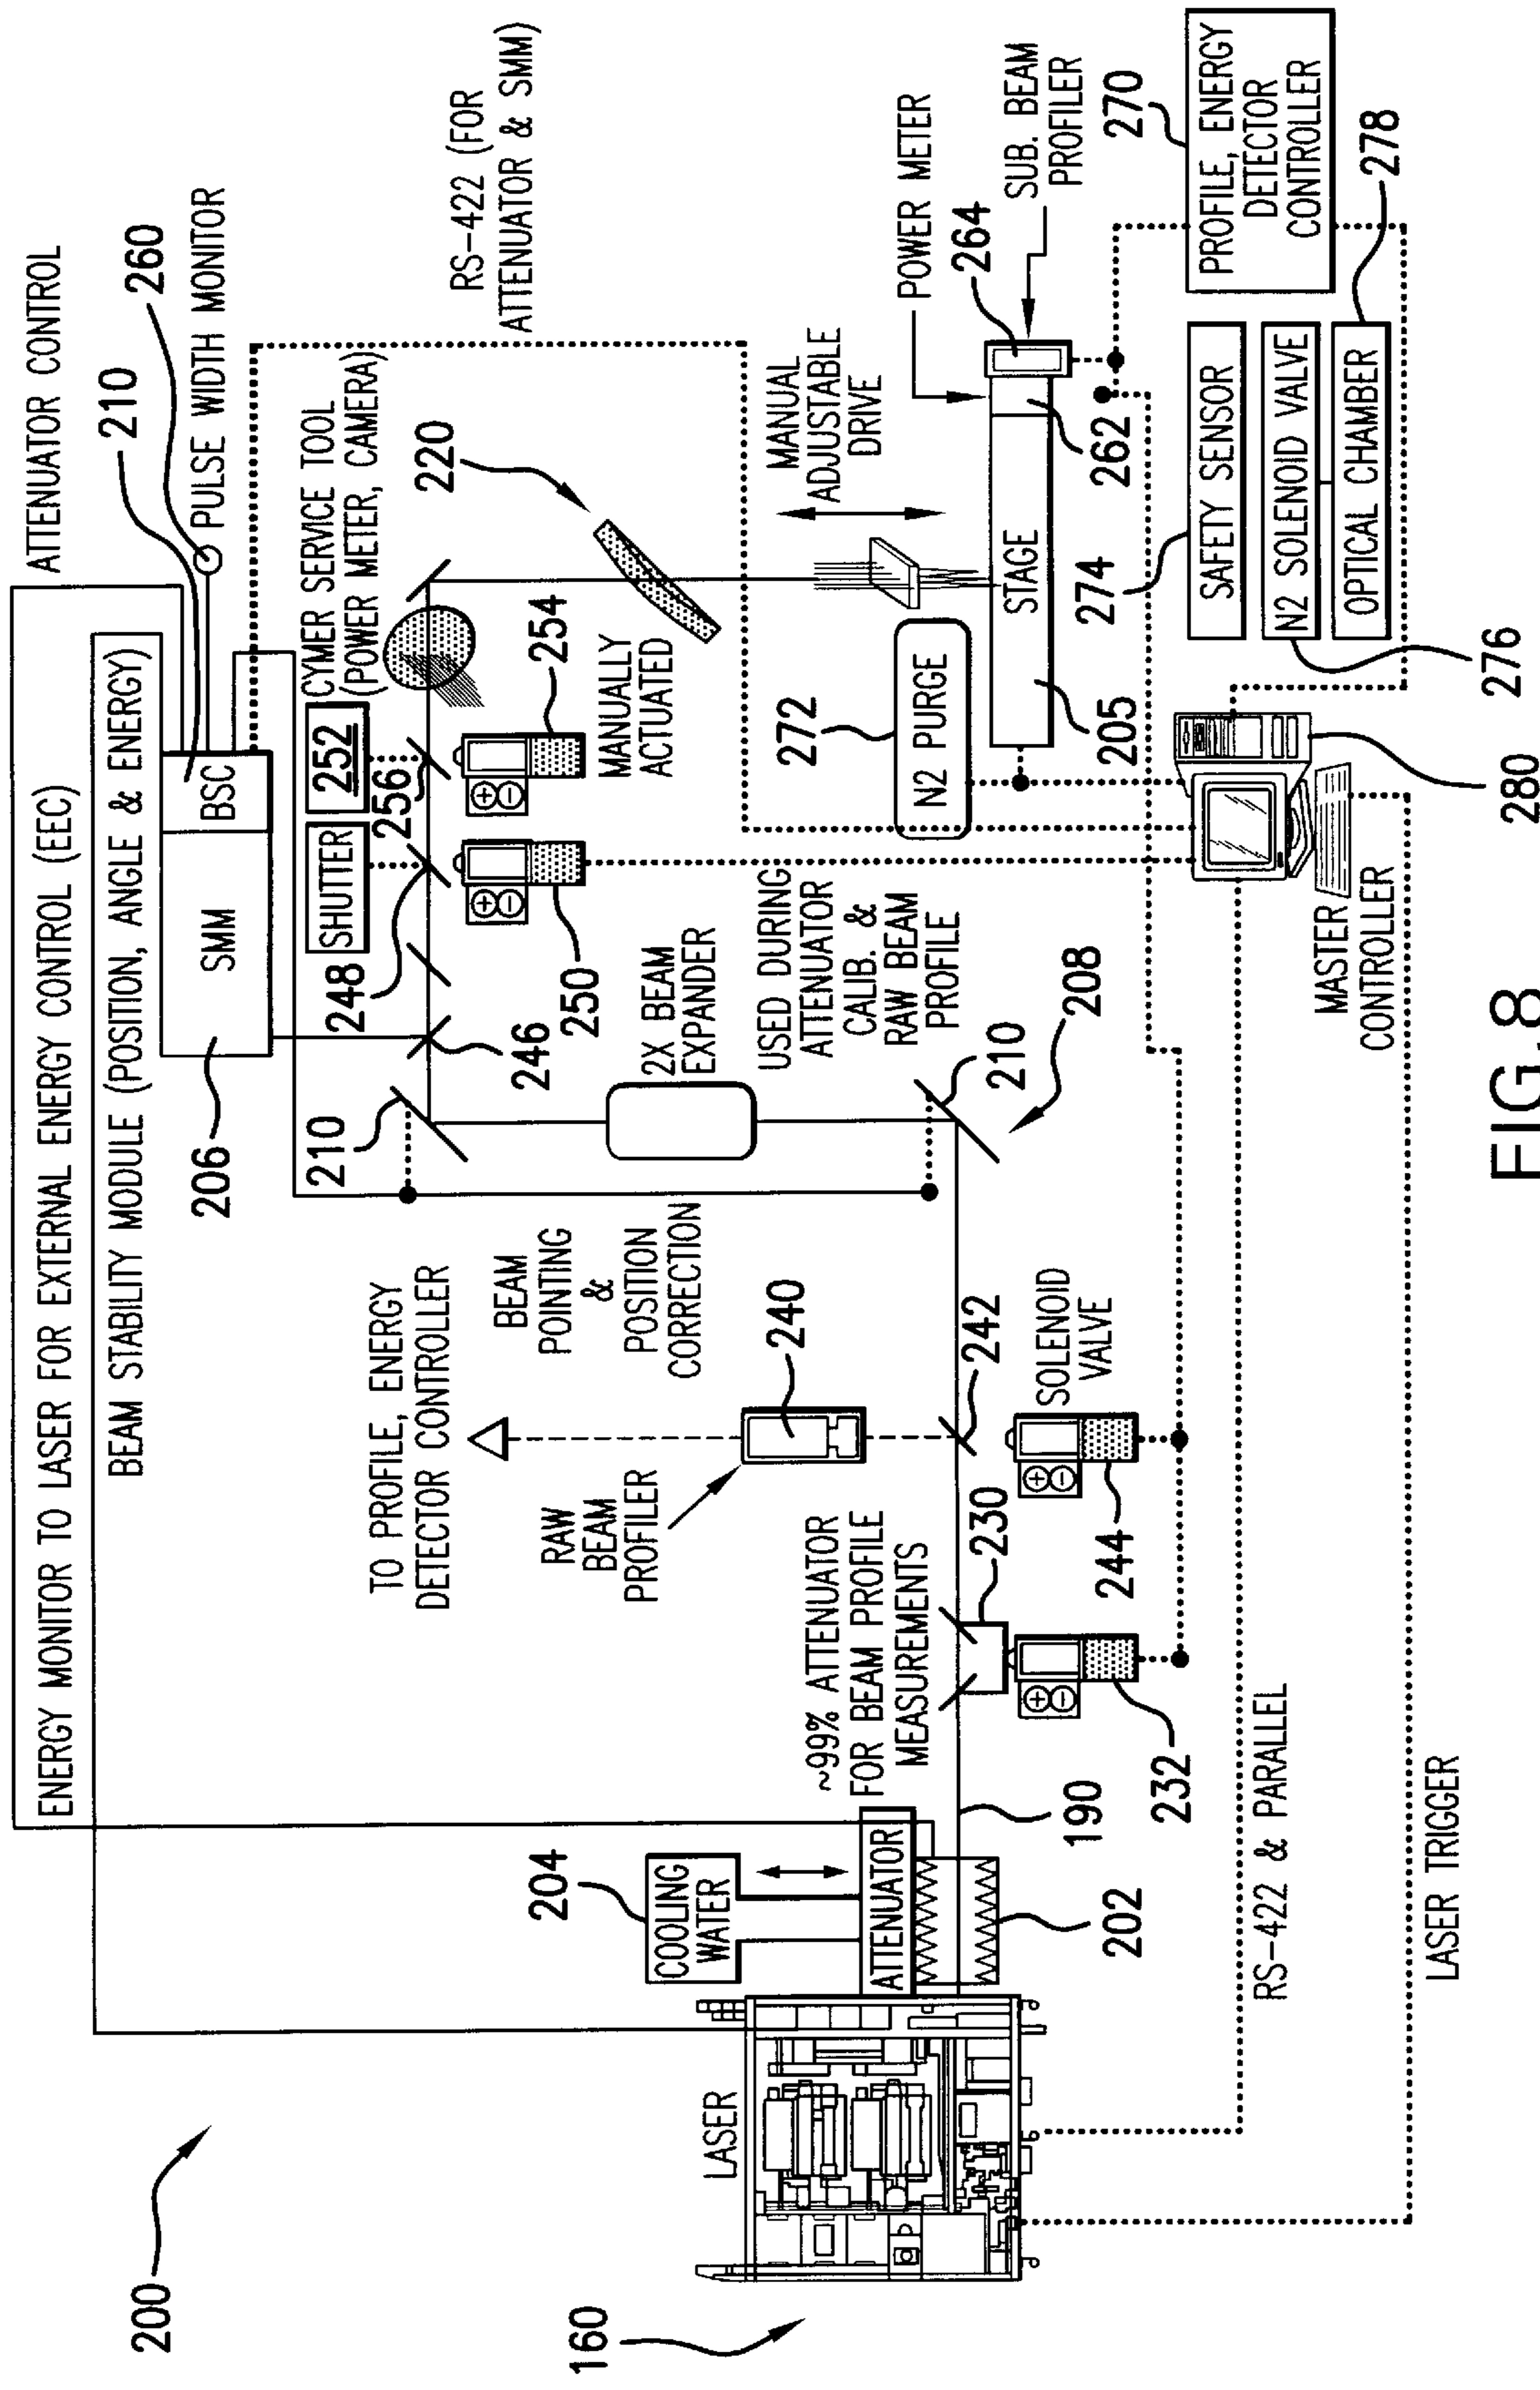 200
160
LASER
ENERGY MONITOR TO LASER FOR EXTERNAL ENERGY CONTROL (EEC)
BEAM STABILITY MODULE (POSITION, ANGLE & ENERGY)
ATTENUATOR CONTROL
210
260
PULSE WIDTH MONITOR
206
SMM
BSC
RS-422 (FOR
ATTENUATOR & SMM)
CYMER SERVICE TOOL
(POWER METER, CAMERA)
SHUTTER
252
210
248
256
220
246
250
254
MANUALLY
ACTUATED
TO PROFILE, ENERGY
DETECTOR CONTROLLER
BEAM
POINTING
&
POSITION
CORRECTION
2X BEAM
EXPANDER
RAW
BEAM
PROFILER
240
USED DURING
ATTENUATOR
CALIB. &
RAW BEAM
PROFILE
MANUAL
ADJUSTABLE
DRIVE
204
COOLING
WATER
ATTENUATOR
~99% ATTENUATOR
FOR BEAM PROFILE
MEASUREMENTS
272
N2 PURGE
STAGE
POWER METER
264
SUB. BEAM
PROFILER
202
190
230
242
210
208
205
262
232
244
SOLENOID
VALVE
270
PROFILE, ENERGY
DETECTOR
CONTROLLER
274
SAFETY SENSOR
N2 SOLENOID VALVE
OPTICAL CHAMBER
278
276
RS-422 & PARALLEL
LASER TRIGGER
MASTER
CONTROLLER
280
FIG.8